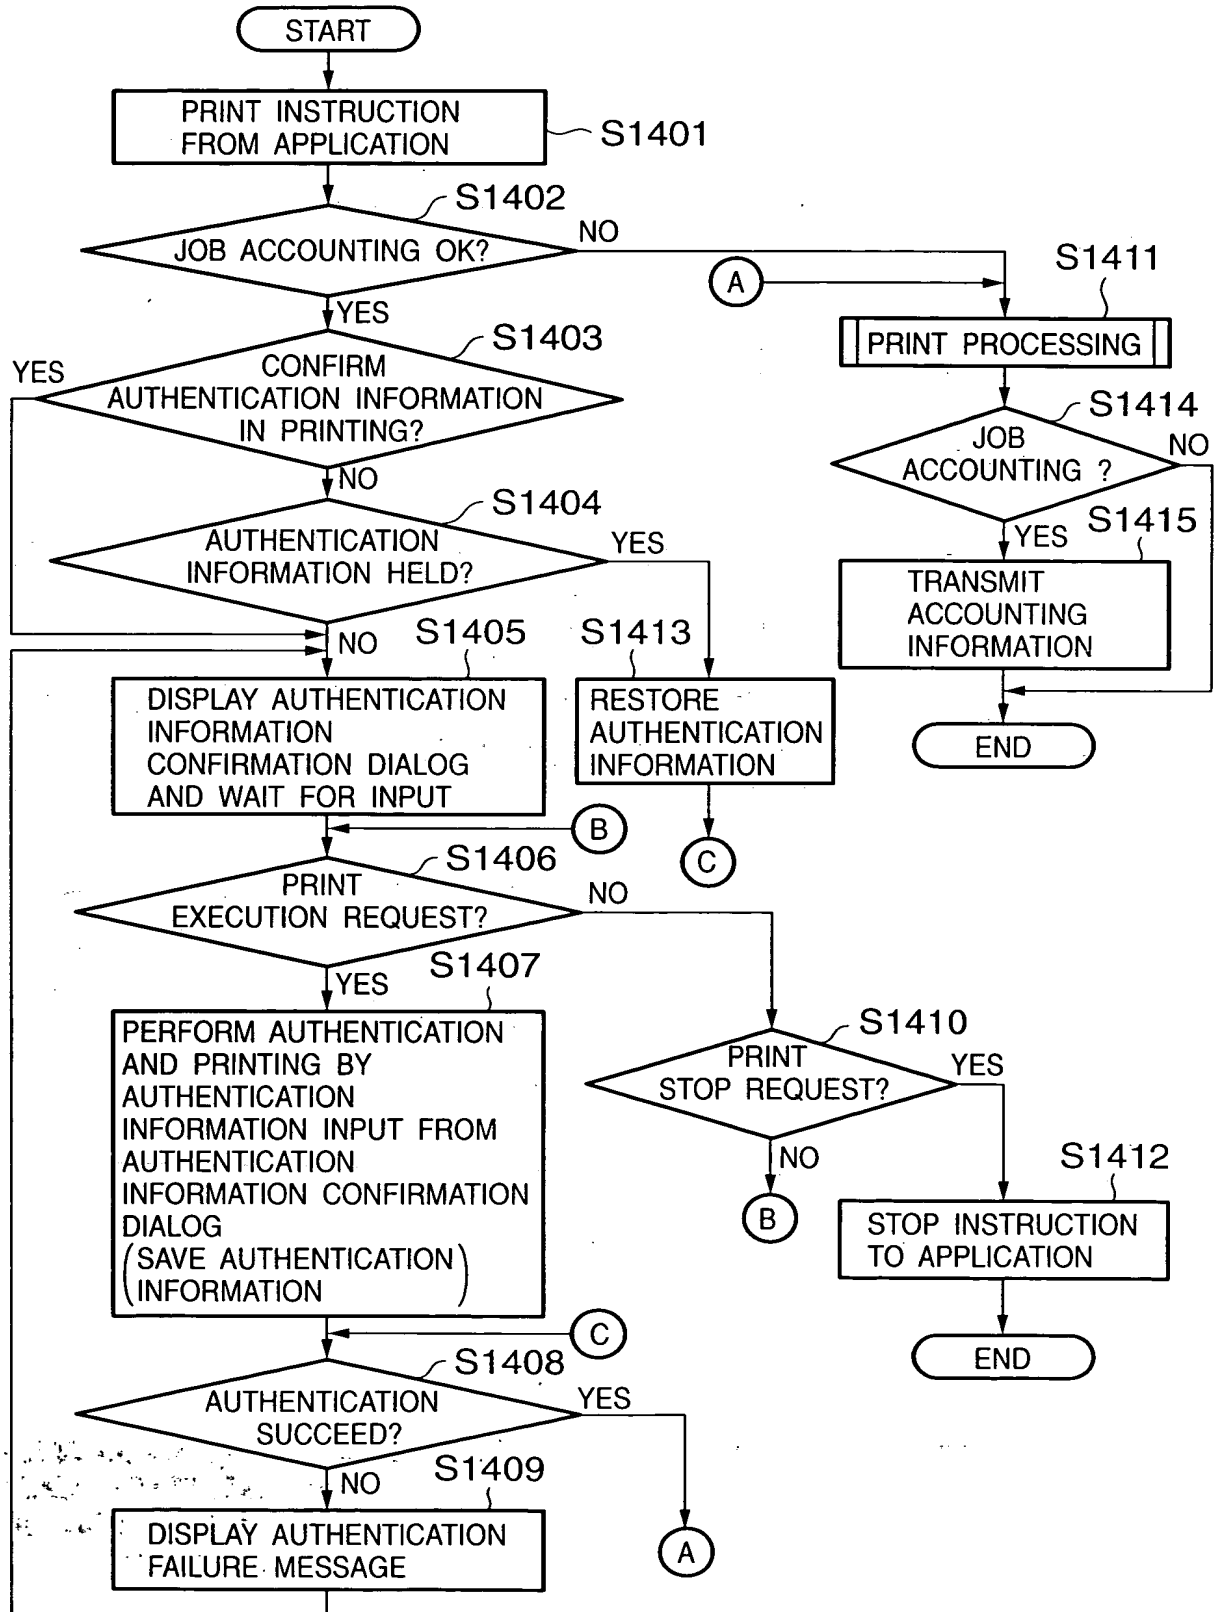 START
PRINT INSTRUCTION
FROM APPLICATION
S1401
S1402
JOB ACCOUNTING OK?
NO
YES
A
S1411
PRINT PROCESSING
S1403
YES
CONFIRM
AUTHENTICATION INFORMATION
IN PRINTING?
NO
S1414
JOB
ACCOUNTING ?
NO
YES
S1404
AUTHENTICATION
INFORMATION HELD?
YES
NO
S1415
TRANSMIT
ACCOUNTING
INFORMATION
END
S1405
DISPLAY AUTHENTICATION
INFORMATION
CONFIRMATION DIALOG
AND WAIT FOR INPUT
S1413
RESTORE
AUTHENTICATION
INFORMATION
B
C
S1406
PRINT
EXECUTION REQUEST?
NO
YES
S1407
PERFORM AUTHENTICATION
AND PRINTING BY
AUTHENTICATION
INFORMATION INPUT FROM
AUTHENTICATION
INFORMATION CONFIRMATION
DIALOG
(SAVE AUTHENTICATION
INFORMATION)
S1410
PRINT
STOP REQUEST?
YES
NO
B
S1412
STOP INSTRUCTION
TO APPLICATION
END
C
S1408
AUTHENTICATION
SUCCEED?
YES
NO
A
S1409
DISPLAY AUTHENTICATION
FAILURE MESSAGE